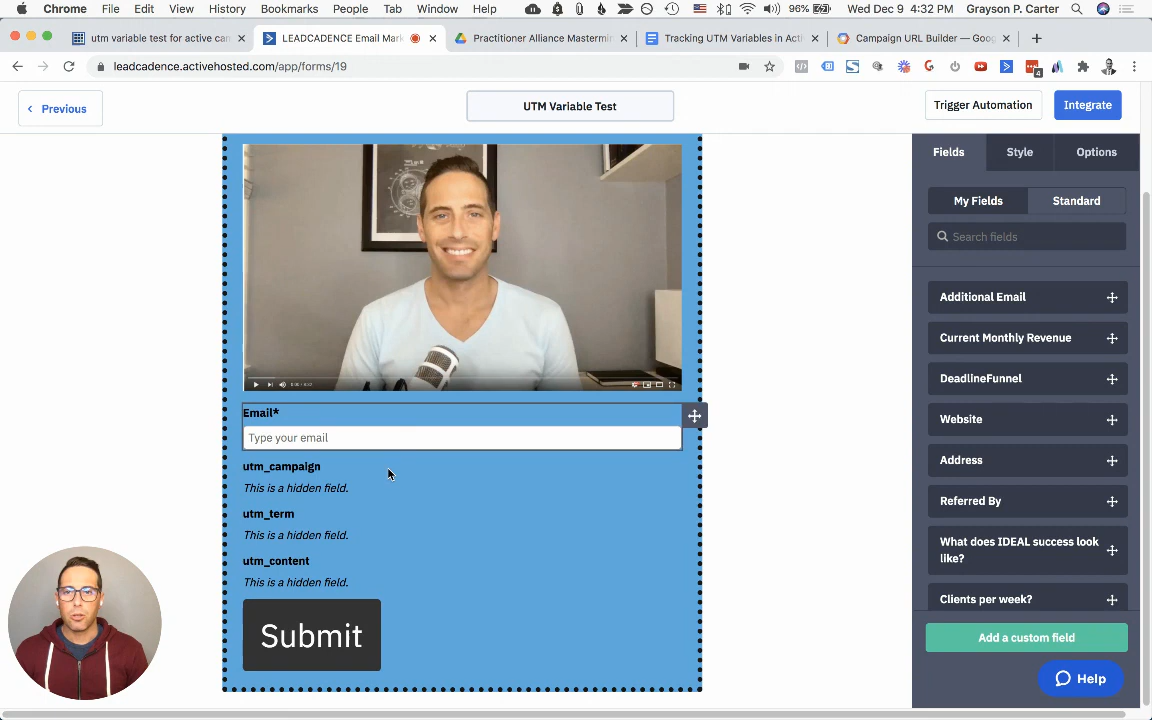 Chrome File Edit View History Bookmarks People Tab Window Help 96% Wed Dec 9 4:32 PM Grayson P. Carter
utm variable test for active can
LEADCADENCE Email Mark
Practitioner Alliance Mastermin
Tracking UTM Variables in Acti
Campaign URL Builder — Goog
leadcadence.activehosted.com/app/forms/19
4
Previous
UTM Variable Test
Trigger Automation
Integrate
Fields
Style
Options
My Fields
Standard
Search fields
Additional Email
Current Monthly Revenue
DeadlineFunnel
Website
Address
Referred By
What does IDEAL success look
like?
Clients per week?
Add a custom field
Help
Email*
Type your email
utm_campaign
This is a hidden field.
utm_term
This is a hidden field.
utm_content
This is a hidden field.
Submit